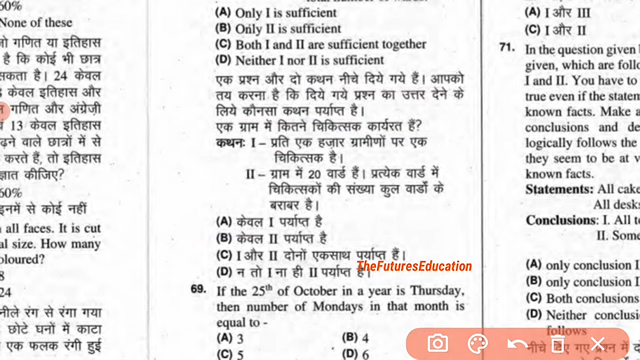 60%
None of these
जो गणित या इतिहास
है कि कोई भी छात्र
सकता है। 24 केवल
केवल इतिहास और
गणित और अंग्रेज़ी
13 केवल इतिहास
ढ़ने वाले छात्रों में से
करते हैं, तो इतिहास
ज्ञात कीजिए?
60%
इनमें से कोई नहीं
all faces. It is cut
al size. How many
oloured?
8
24
नीले रंग से रंगा गया
छोटे घनों में काटा
एक फलक रंगी हुई
(A) Only I is sufficient
(B) Only II is sufficient
(C) Both I and II are sufficient together
(D) Neither I nor II is sufficient
एक प्रश्न और दो कथन नीचे दिये गये हैं। आपको
तय करना है कि दिये गये प्रश्न का उत्तर देने के
लिये कौनसा कथन पर्याप्त है।
एक ग्राम में कितने चिकित्सक कार्यरत हैं?
कथन: I – प्रति एक हज़ार ग्रामीणों पर एक
चिकित्सक है।
II – ग्राम में 20 वार्ड हैं। प्रत्येक वार्ड में
चिकित्सकों की संख्या कुल वार्डों के
बराबर है।
(A) केवल I पर्याप्त है
(B) केवल II पर्याप्त है
(C) I और II दोनों एकसाथ पर्याप्त हैं।
(D) न तो I ना ही II पर्याप्त है।
TheFuturesEducation
69. If the 25th of October in a year is Thursday,
then number of Mondays in that month is
equal to -
(A) 3 (B) 4
(C) 5 (D) 6
(A) I और III
(C) I और II
71. In the question given
given, which are follo
I and II. You have to
true even if the statem
known facts. Make a
conclusions and de
logically follows the
they seem to be at v
known facts.
Statements: All cake
All desk
Conclusions: I. All t
II. Some
(A) only conclusion I
(B) only conclusion I
(C) Both conclusions
(D) Neither conclusi
follows
नीचे दिए गए प्रश्न में द